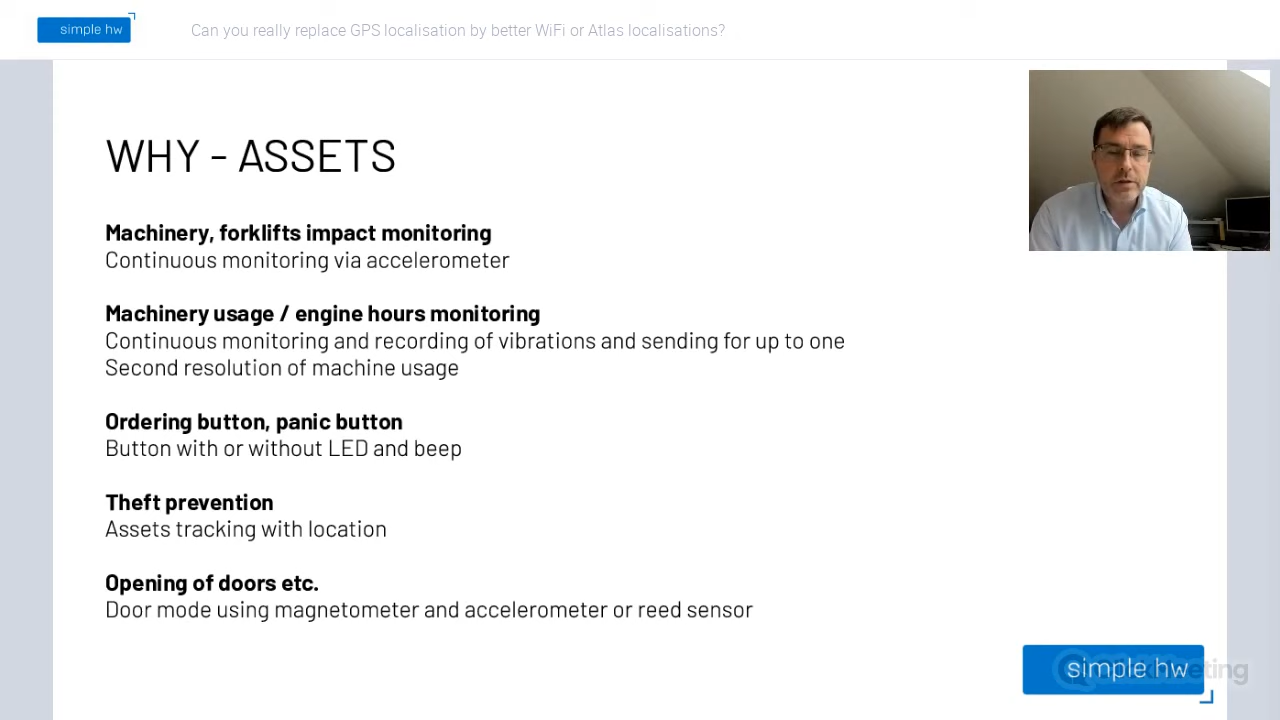 simple hw
Can you really replace GPS localisation by better WiFi or Atlas localisations?
WHY - ASSETS
Machinery, forklifts impact monitoring
Continuous monitoring via accelerometer
Machinery usage / engine hours monitoring
Continuous monitoring and recording of vibrations and sending for up to one
Second resolution of machine usage
Ordering button, panic button
Button with or without LED and beep
Theft prevention
Assets tracking with location
Opening of doors etc.
Door mode using magnetometer and accelerometer or reed sensor
simple hw